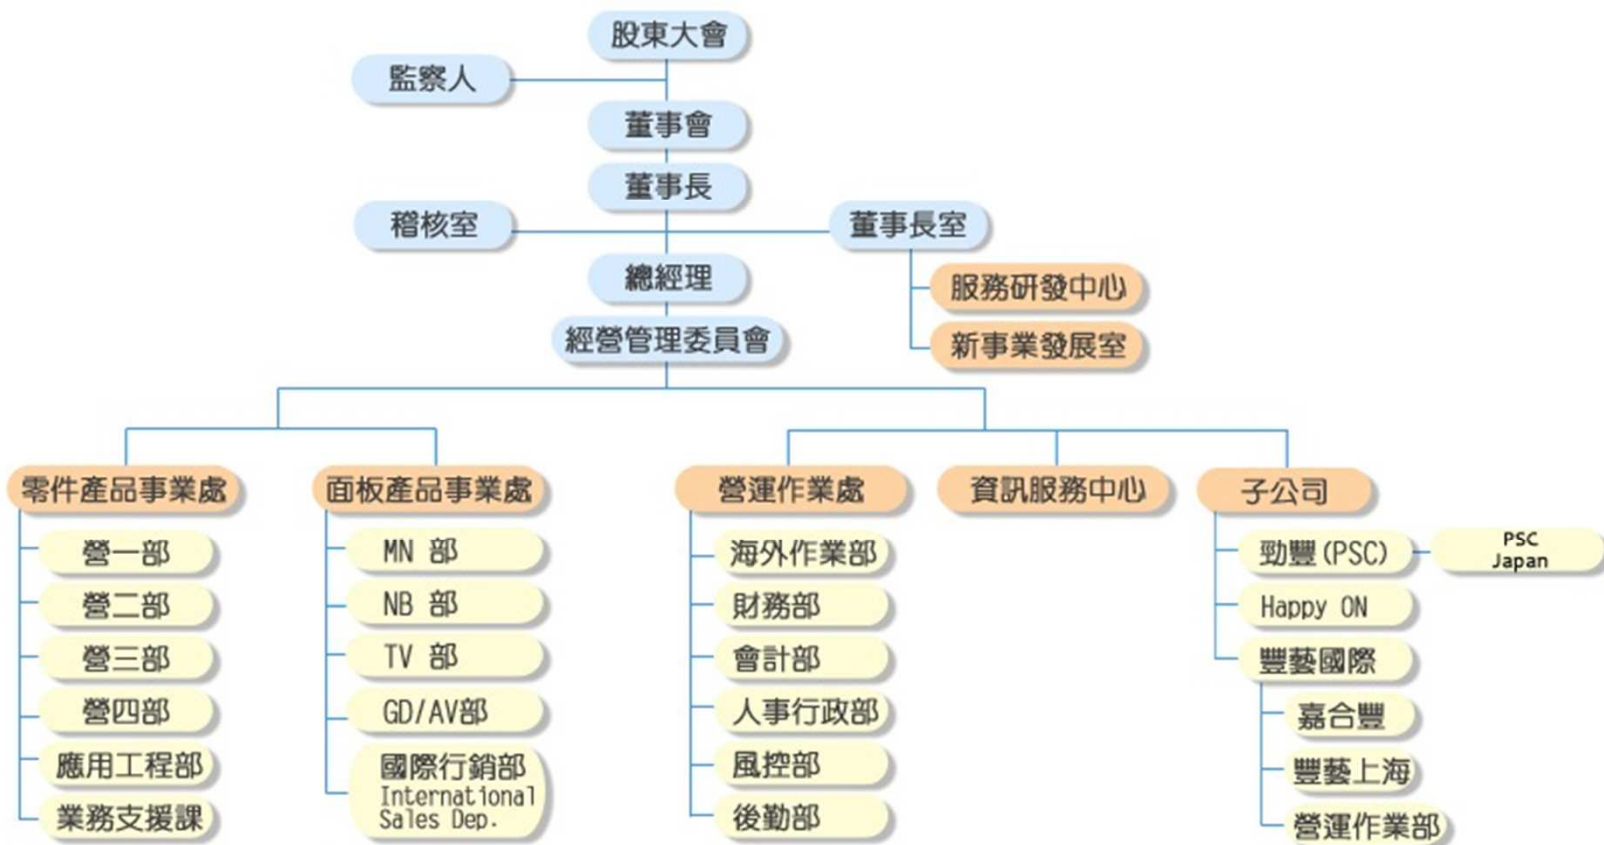 股東大會
監察人
董事會
董事長
稽核室
董事長室
總經理
服務研發中心
經營管理委員會
新事業發展室
零件產品事業處
面板產品事業處
營運作業處
資訊服務中心
子公司
營一部
營二部
營三部
營四部
應用工程部
業務支援課
MN 部
NB 部
TV 部
GD/AV部
國際行銷部
International
Sales Dep.
海外作業部
財務部
會計部
人事行政部
風控部
後勤部
勁豐(PSC)
PSC
Japan
Happy ON
豐藝國際
嘉合豐
豐藝上海
營運作業部